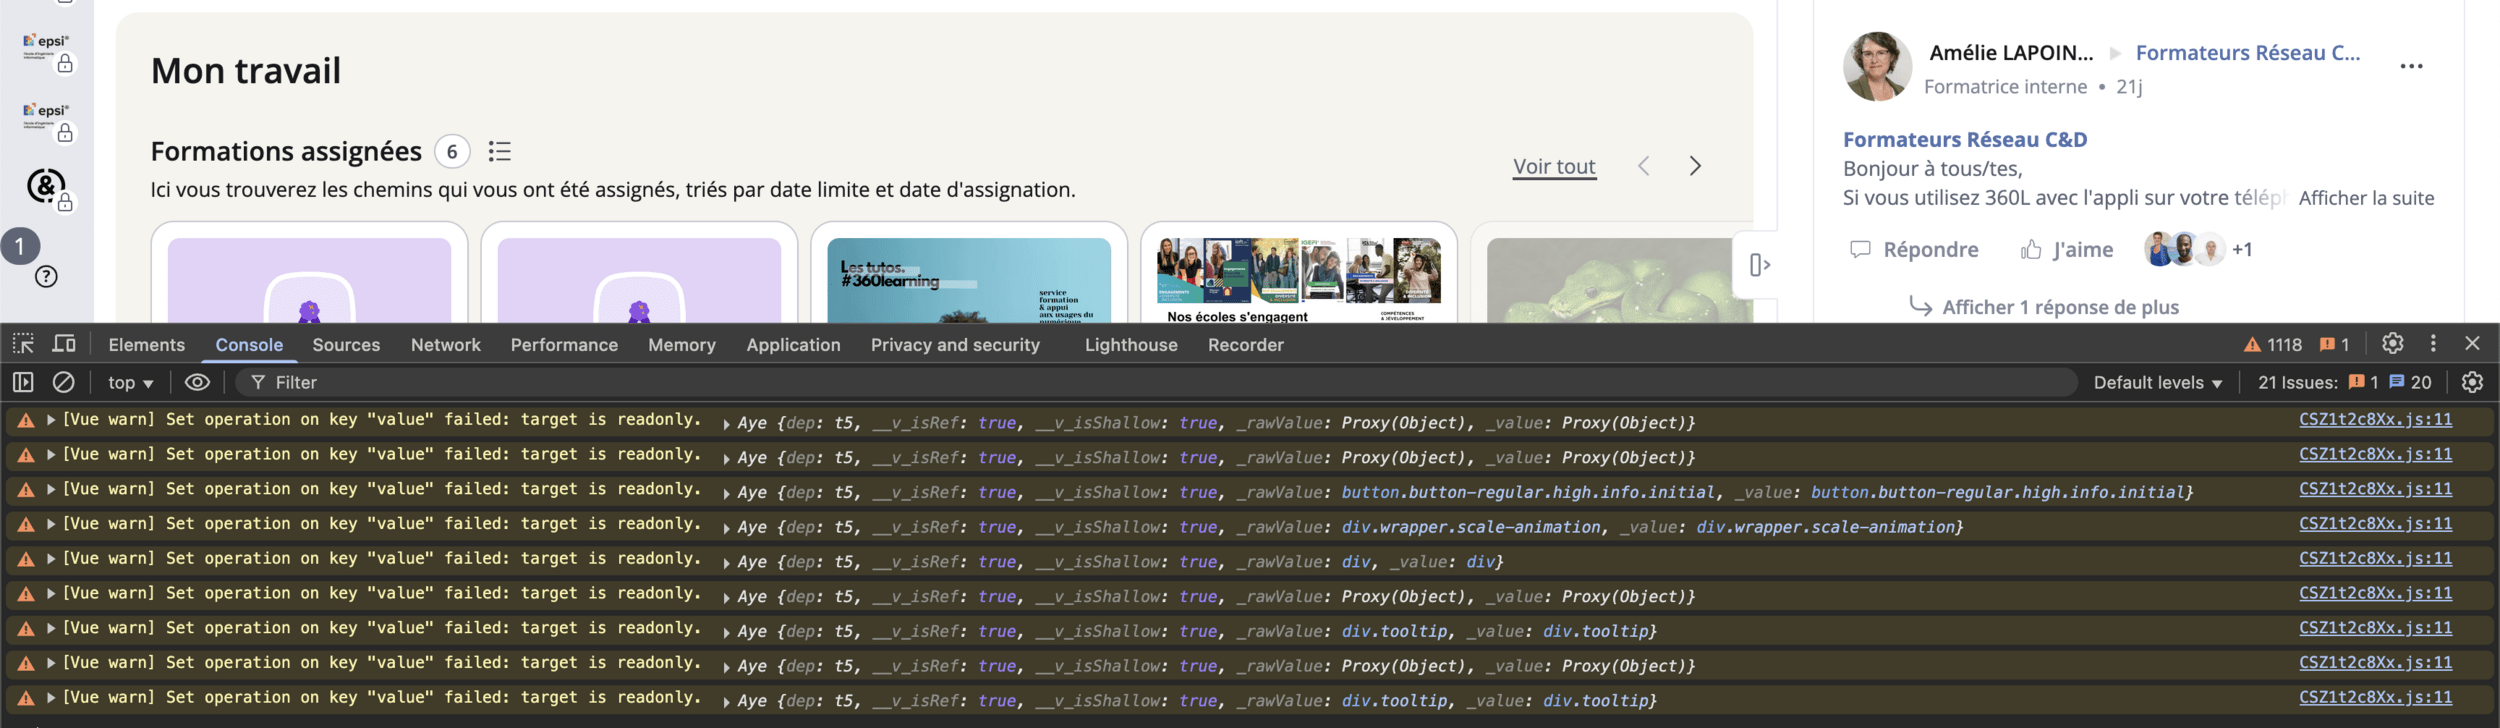 epsi
epsi
&
1
Mon travail
Formations assignées 6
Ici vous trouverez les chemins qui vous ont été assignés, triés par date limite et date d'assignation.
Voir tout
Les tutos.
#360learning
service
formation
& appui
aux usages du
numérique
Nos écoles s'engagent
COMPÉTENCES
& DÉVELOPPEMENT
Amélie LAPOIN... Formateurs Réseau C...
Formatrice interne • 21j
Formateurs Réseau C&D
Bonjour à tous/tes,
Si vous utilisez 360L avec l'appli sur votre téléph Afficher la suite
Répondre J'aime +1
Afficher 1 réponse de plus
Elements Console Sources Network Performance Memory Application Privacy and security Lighthouse Recorder 1118 1
top Filter Default levels 21 Issues: 1 20
[Vue warn] Set operation on key "value" failed: target is readonly. Aye {dep: t5, __v_isRef: true, __v_isShallow: true, _rawValue: Proxy(Object), _value: Proxy(Object)} CSZ1t2c8Xx.js:11
[Vue warn] Set operation on key "value" failed: target is readonly. Aye {dep: t5, __v_isRef: true, __v_isShallow: true, _rawValue: Proxy(Object), _value: Proxy(Object)} CSZ1t2c8Xx.js:11
[Vue warn] Set operation on key "value" failed: target is readonly. Aye {dep: t5, __v_isRef: true, __v_isShallow: true, _rawValue: button.button-regular.high.info.initial, _value: button.button-regular.high.info.initial} CSZ1t2c8Xx.js:11
[Vue warn] Set operation on key "value" failed: target is readonly. Aye {dep: t5, __v_isRef: true, __v_isShallow: true, _rawValue: div.wrapper.scale-animation, _value: div.wrapper.scale-animation} CSZ1t2c8Xx.js:11
[Vue warn] Set operation on key "value" failed: target is readonly. Aye {dep: t5, __v_isRef: true, __v_isShallow: true, _rawValue: div, _value: div} CSZ1t2c8Xx.js:11
[Vue warn] Set operation on key "value" failed: target is readonly. Aye {dep: t5, __v_isRef: true, __v_isShallow: true, _rawValue: Proxy(Object), _value: Proxy(Object)} CSZ1t2c8Xx.js:11
[Vue warn] Set operation on key "value" failed: target is readonly. Aye {dep: t5, __v_isRef: true, __v_isShallow: true, _rawValue: div.tooltip, _value: div.tooltip} CSZ1t2c8Xx.js:11
[Vue warn] Set operation on key "value" failed: target is readonly. Aye {dep: t5, __v_isRef: true, __v_isShallow: true, _rawValue: Proxy(Object), _value: Proxy(Object)} CSZ1t2c8Xx.js:11
[Vue warn] Set operation on key "value" failed: target is readonly. Aye {dep: t5, __v_isRef: true, __v_isShallow: true, _rawValue: div.tooltip, _value: div.tooltip} CSZ1t2c8Xx.js:11